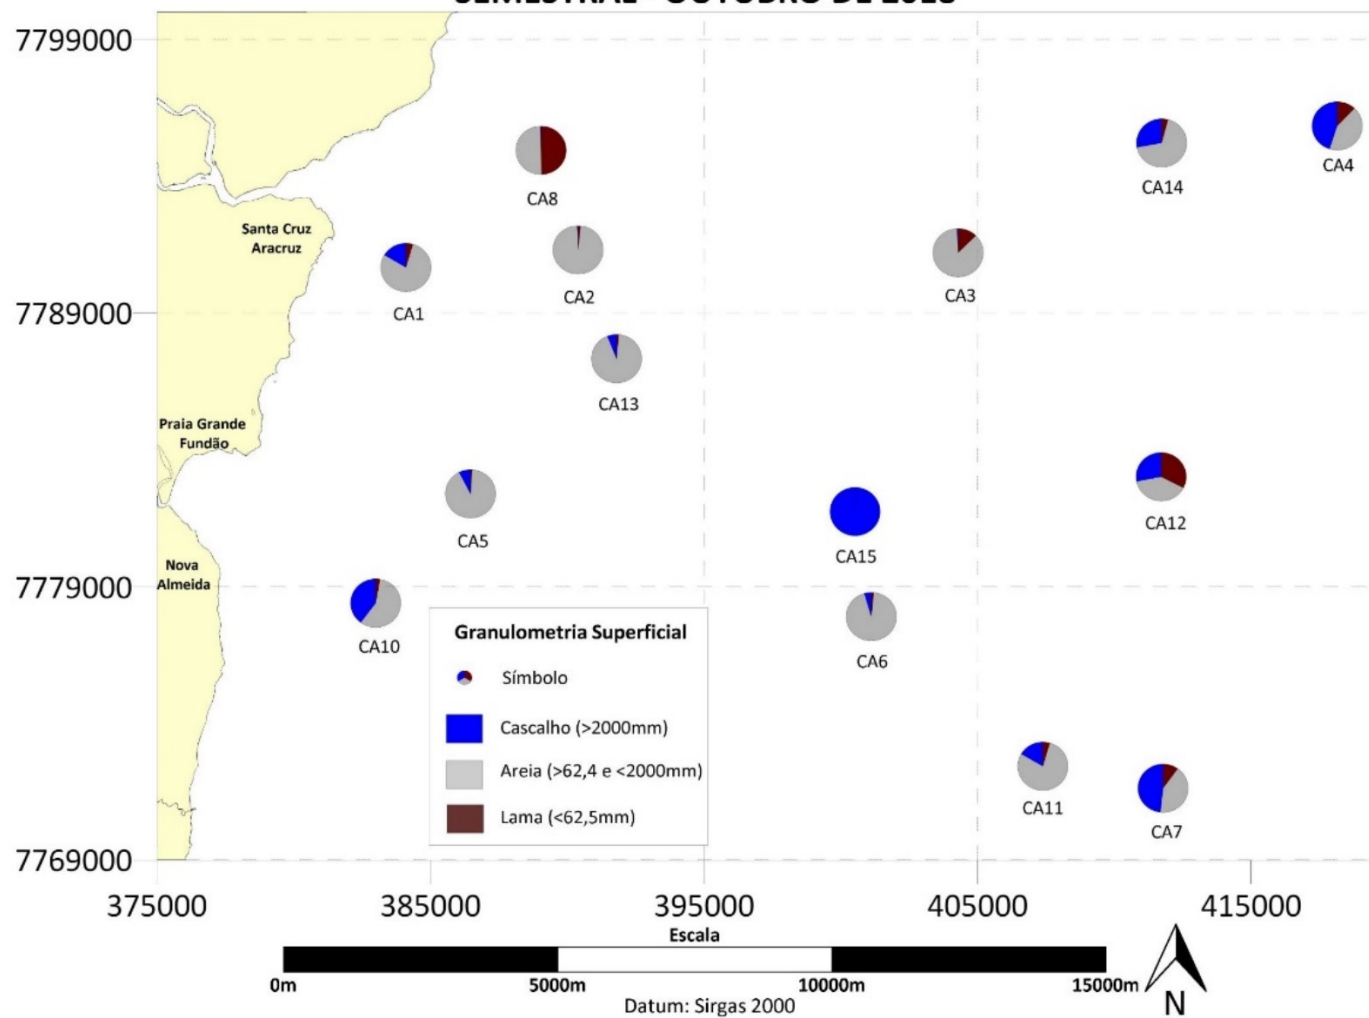 7799000
CA4
CA14
CA8
Santa Cruz
Aracruz
CA2
CA3
CA1
7789000
CA13
Praia Grande
Fundão
CA12
CA5
CA15
Nova
Almeida
7779000
CA10
CA6
Granulometria Superficial
Símbolo
Cascalho (>2000mm)
Areia (>62,4 e <2000mm)
Lama (<62,5mm)
CA11
CA7
7769000
375000 385000 395000 405000 415000
Escala
0m 5000m 10000m 15000m
Datum: Sirgas 2000
N